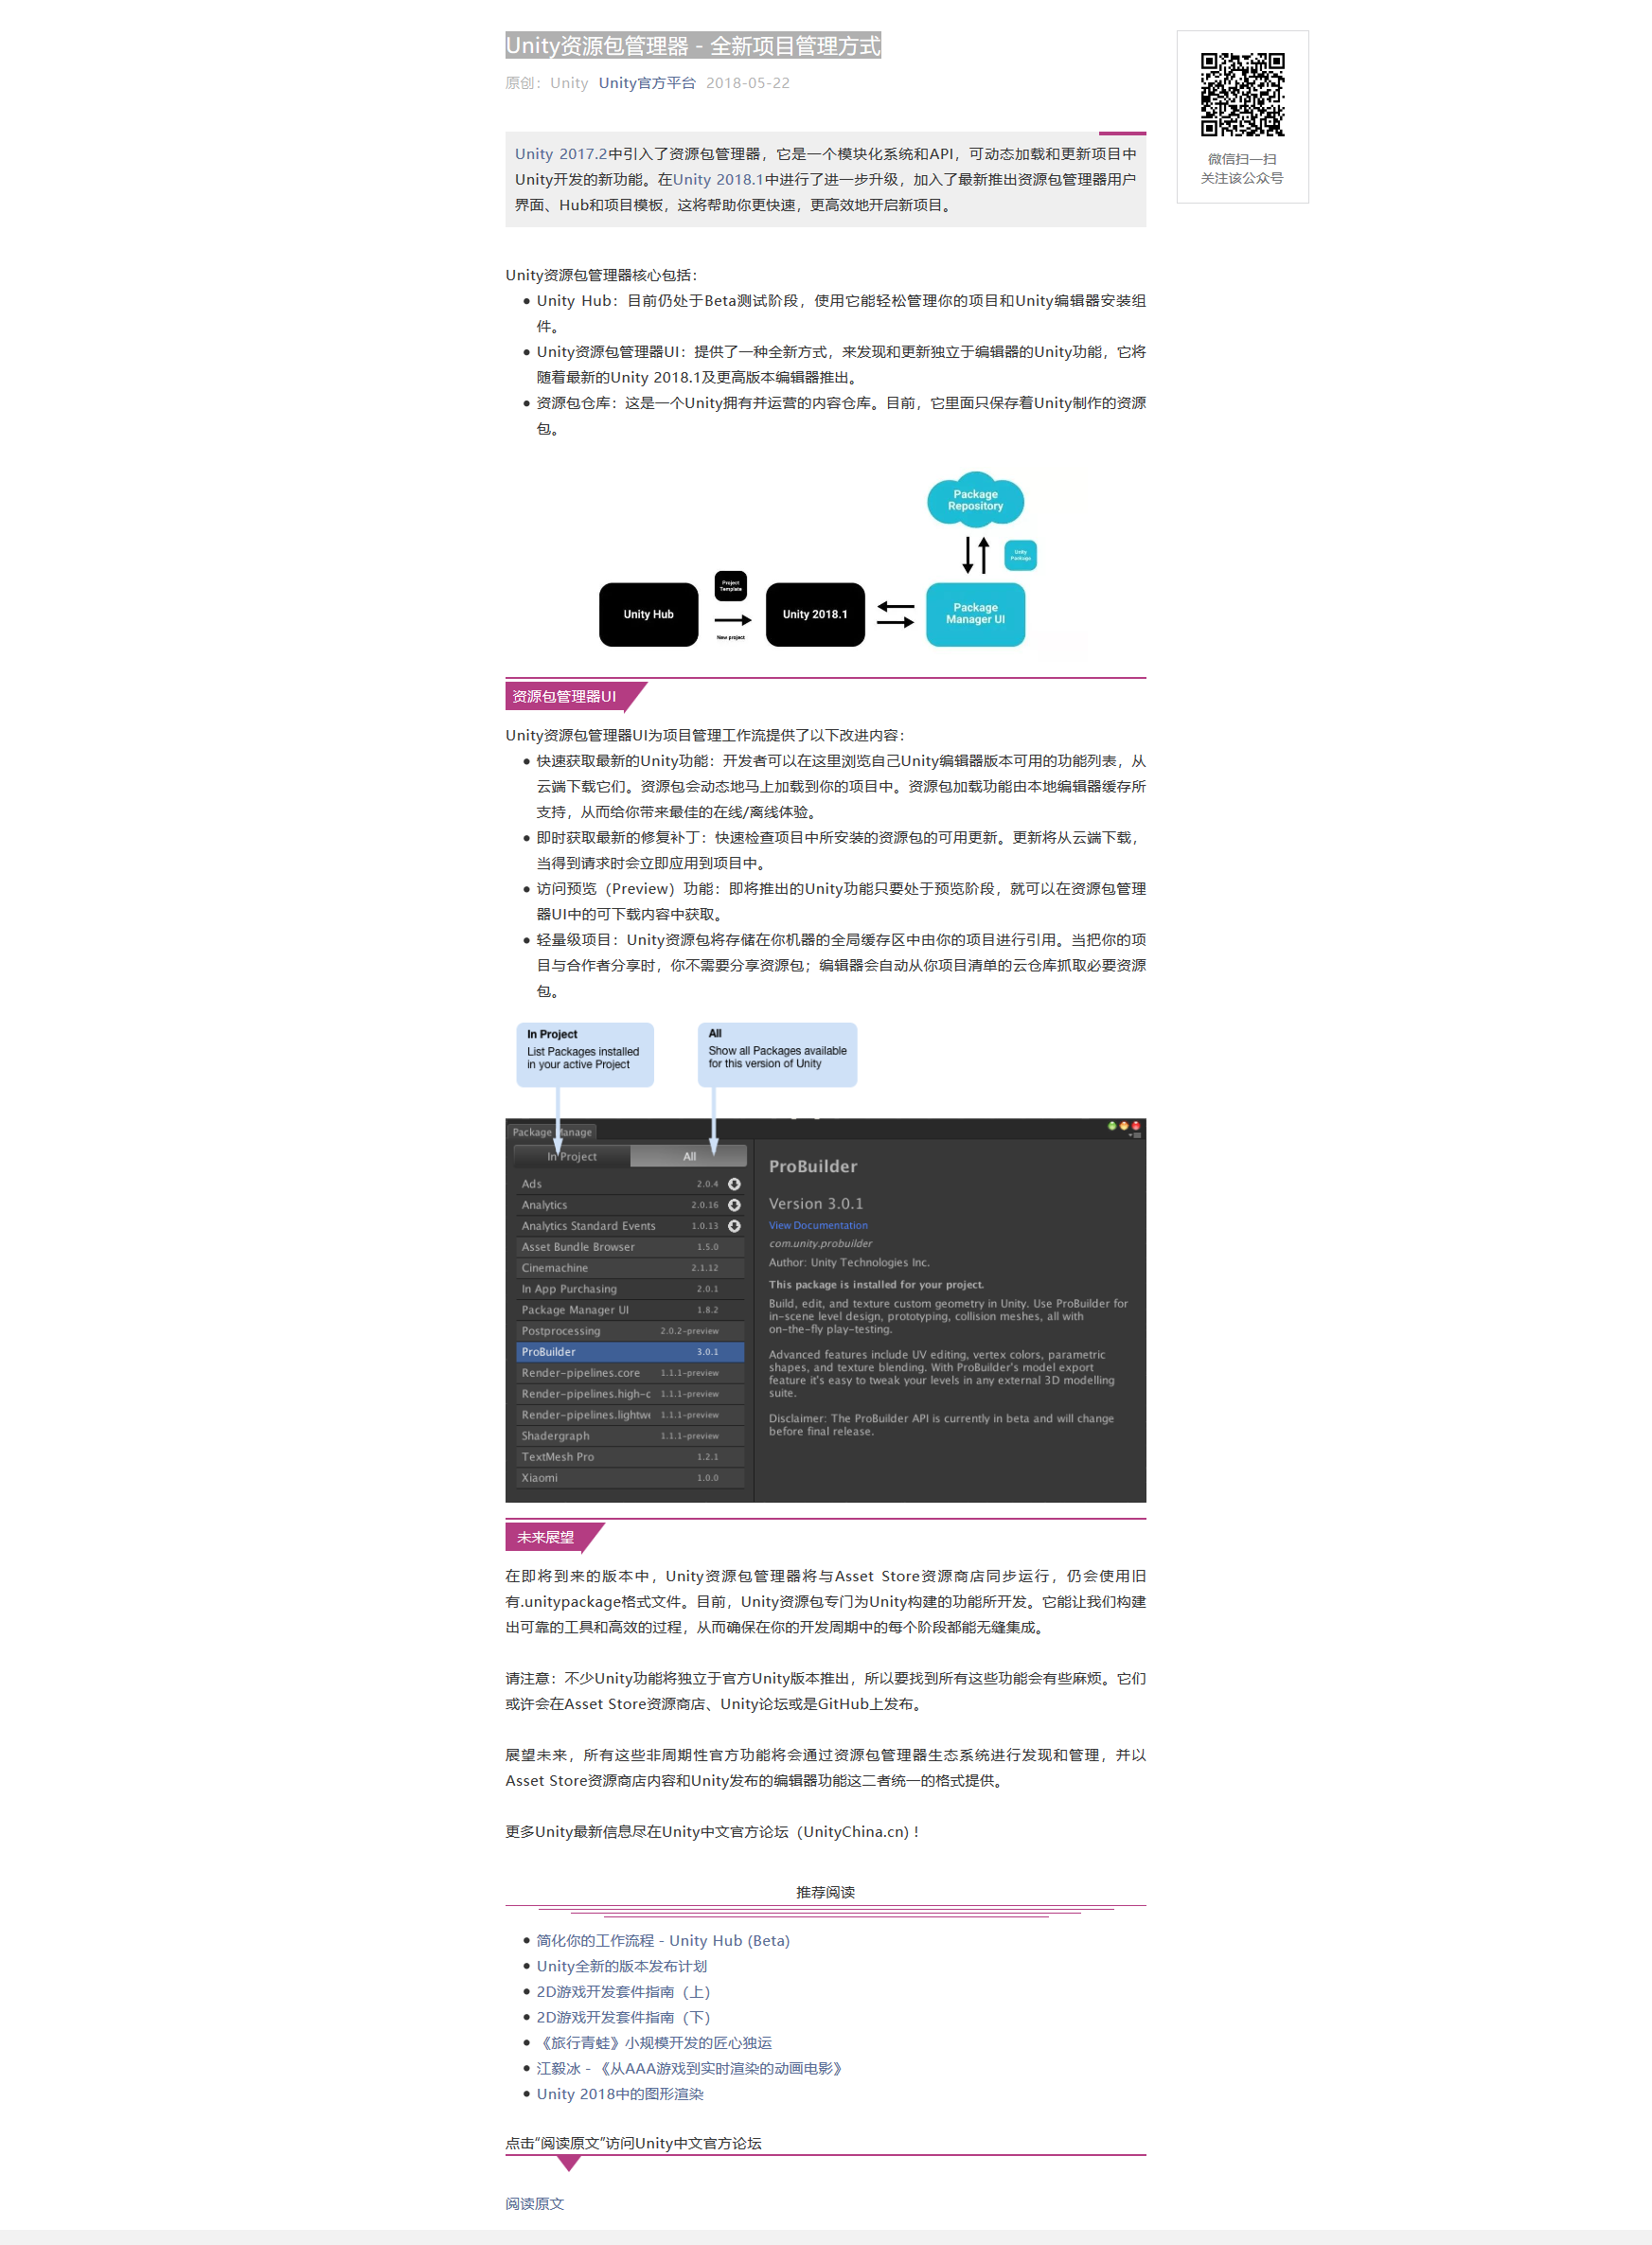 Unity资源包管理器 - 全新项目管理方式
原创：Unity Unity官方平台 2018-05-22
微信扫一扫
关注该公众号
Unity 2017.2中引入了资源包管理器，它是一个模块化系统和API，可动态加载和更新项目中
Unity开发的新功能。在Unity 2018.1中进行了进一步升级，加入了最新推出资源包管理器用户
界面、Hub和项目模板，这将帮助你更快速，更高效地开启新项目。
Unity资源包管理器核心包括：
● Unity Hub：目前仍处于Beta测试阶段，使用它能轻松管理你的项目和Unity编辑器安装组
件。
● Unity资源包管理器UI：提供了一种全新方式，来发现和更新独立于编辑器的Unity功能，它将
随着最新的Unity 2018.1及更高版本编辑器推出。
● 资源包仓库：这是一个Unity拥有并运营的内容仓库。目前，它里面只保存着Unity制作的资源
包。
Package
Repository
Unity
Package
Project
Template
Unity Hub
New project
Unity 2018.1
Package
Manager UI
资源包管理器UI
Unity资源包管理器UI为项目管理工作流提供了以下改进内容：
● 快速获取最新的Unity功能：开发者可以在这里浏览自己Unity编辑器版本可用的功能列表，从
云端下载它们。资源包会动态地马上加载到你的项目中。资源包加载功能由本地编辑器缓存所
支持，从而给你带来最佳的在线/离线体验。
● 即时获取最新的修复补丁：快速检查项目中所安装的资源包的可用更新。更新将从云端下载，
当得到请求时会立即应用到项目中。
● 访问预览（Preview）功能：即将推出的Unity功能只要处于预览阶段，就可以在资源包管理
器UI中的可下载内容中获取。
● 轻量级项目：Unity资源包将存储在你机器的全局缓存区中由你的项目进行引用。当把你的项
目与合作者分享时，你不需要分享资源包；编辑器会自动从你项目清单的云仓库抓取必要资源
包。
In Project
List Packages installed
in your active Project
All
Show all Packages available
for this version of Unity
Package Manage
In Project All
Ads 2.0.4
Analytics 2.0.16
Analytics Standard Events 1.0.13
Asset Bundle Browser 1.5.0
Cinemachine 2.1.12
In App Purchasing 2.0.1
Package Manager UI 1.8.2
Postprocessing 2.0.2-preview
ProBuilder 3.0.1
Render-pipelines.core 1.1.1-preview
Render-pipelines.high-c 1.1.1-preview
Render-pipelines.lightwe 1.1.1-preview
Shadergraph 1.1.1-preview
TextMesh Pro 1.2.1
Xiaomi 1.0.0
ProBuilder
Version 3.0.1
View Documentation
com.unity.probuilder
Author: Unity Technologies Inc.
This package is installed for your project.
Build, edit, and texture custom geometry in Unity. Use ProBuilder for
in-scene level design, prototyping, collision meshes, all with
on-the-fly play-testing.
Advanced features include UV editing, vertex colors, parametric
shapes, and texture blending. With ProBuilder's model export
feature it's easy to tweak your levels in any external 3D modelling
suite.
Disclaimer: The ProBuilder API is currently in beta and will change
before final release.
未来展望
在即将到来的版本中，Unity资源包管理器将与Asset Store资源商店同步运行，仍会使用旧
有.unitypackage格式文件。目前，Unity资源包专门为Unity构建的功能所开发。它能让我们构建
出可靠的工具和高效的过程，从而确保在你的开发周期中的每个阶段都能无缝集成。
请注意：不少Unity功能将独立于官方Unity版本推出，所以要找到所有这些功能会有些麻烦。它们
或许会在Asset Store资源商店、Unity论坛或是GitHub上发布。
展望未来，所有这些非周期性官方功能将会通过资源包管理器生态系统进行发现和管理，并以
Asset Store资源商店内容和Unity发布的编辑器功能这二者统一的格式提供。
更多Unity最新信息尽在Unity中文官方论坛（UnityChina.cn)！
推荐阅读
● 简化你的工作流程 - Unity Hub (Beta)
● Unity全新的版本发布计划
● 2D游戏开发套件指南（上）
● 2D游戏开发套件指南（下）
● 《旅行青蛙》小规模开发的匠心独运
● 江毅冰 - 《从AAA游戏到实时渲染的动画电影》
● Unity 2018中的图形渲染
点击“阅读原文”访问Unity中文官方论坛
阅读原文